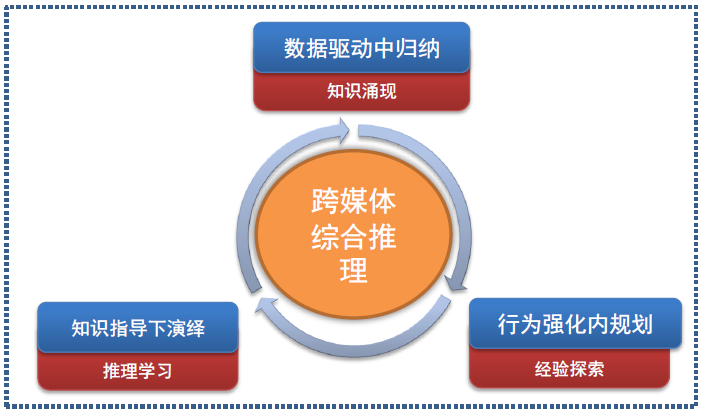 数据驱动中归纳
知识涌现
跨媒体
综合推
理
知识指导下演绎
推理学习
行为强化内规划
经验探索